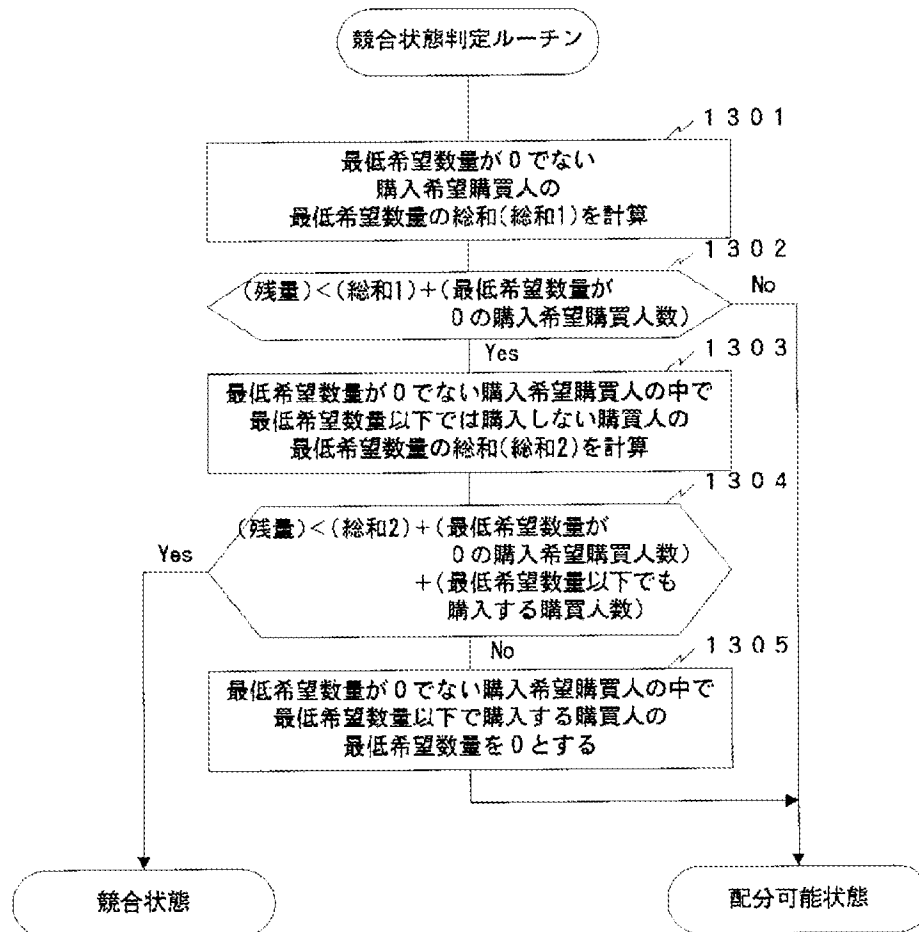 競合状態判定ルーチン
1301
最低希望数量が0でない
購入希望購買人の
最低希望数量の総和(総和1)を計算
1302
(残量)<(総和1)+(最低希望数量が
0の購入希望購買人数)
No
Yes
1303
最低希望数量が0でない購入希望購買人の中で
最低希望数量以下では購入しない購買人の
最低希望数量の総和(総和2)を計算
1304
(残量)<(総和2)+(最低希望数量が
0の購入希望購買人数)
+(最低希望数量以下でも
購入する購買人数)
Yes
No
1305
最低希望数量が0でない購入希望購買人の中で
最低希望数量以下で購入する購買人の
最低希望数量を0とする
競合状態
配分可能状態